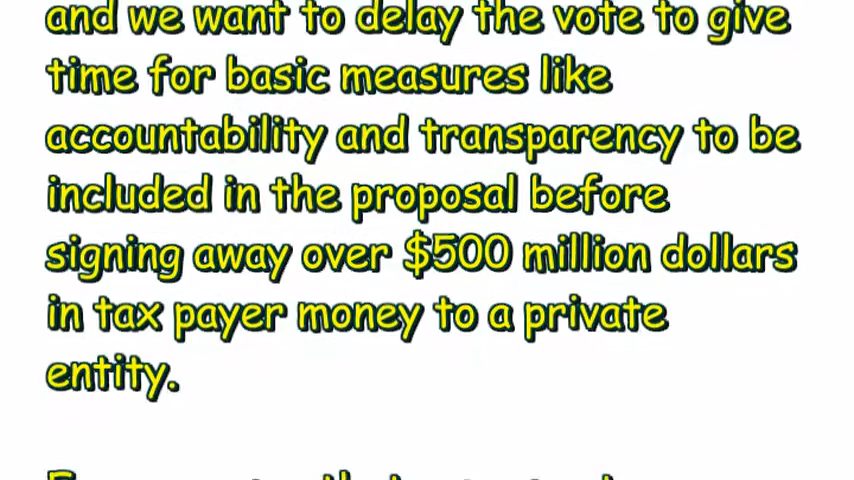 and we want to delay the vote to give
time for basic measures like
accountability and transparency to be
included in the proposal before
signing away over $500 million dollars
in tax payer money to a private
entity.